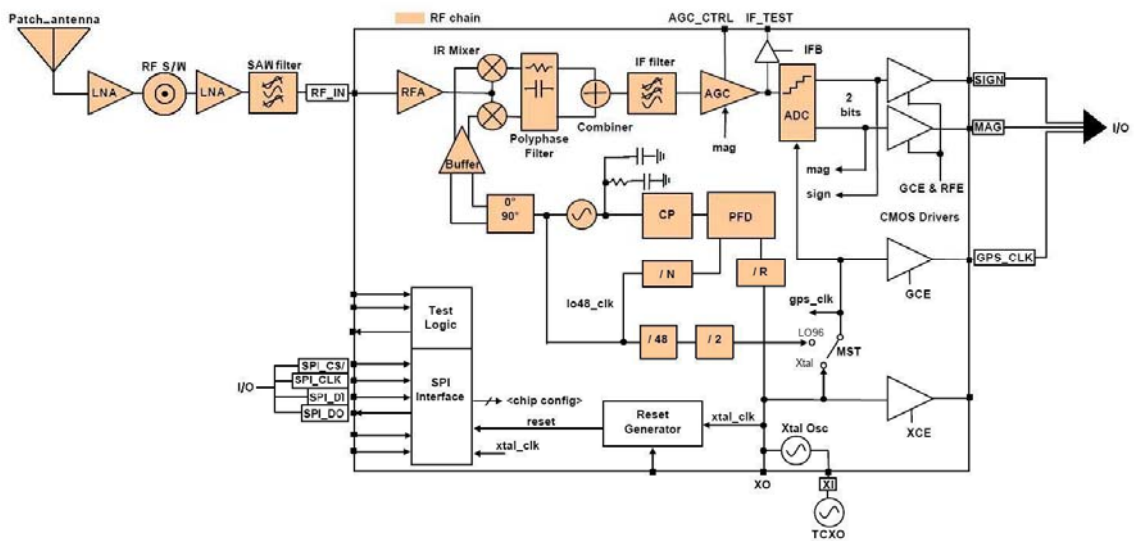 Patch_antenna
RF chain
AGC_CTRL
IF_TEST
RF S/W
SAW filter
IR Mixer
IF filter
IFB
LNA
LNA
RF_IN
RFA
AGC
ADC
2
bits
SIGN
MAG
I/O
Polyphase
Filter
Combiner
mag
Buffer
mag
sign
GCE & RFE
CMOS Drivers
0°
90°
CP
PFD
/ N
/ R
lo48_clk
gps_clk
GPS_CLK
GCE
Test
Logic
/ 48
/ 2
LO96
MST
Xtal
SPI_CS/
SPI_CLK
SPI_DI
SPI_DO
I/O
SPI
Interface
<chip config>
reset
xtal_clk
Reset
Generator
xtal_clk
Xtal Osc
XCE
XO
XI
TCXO